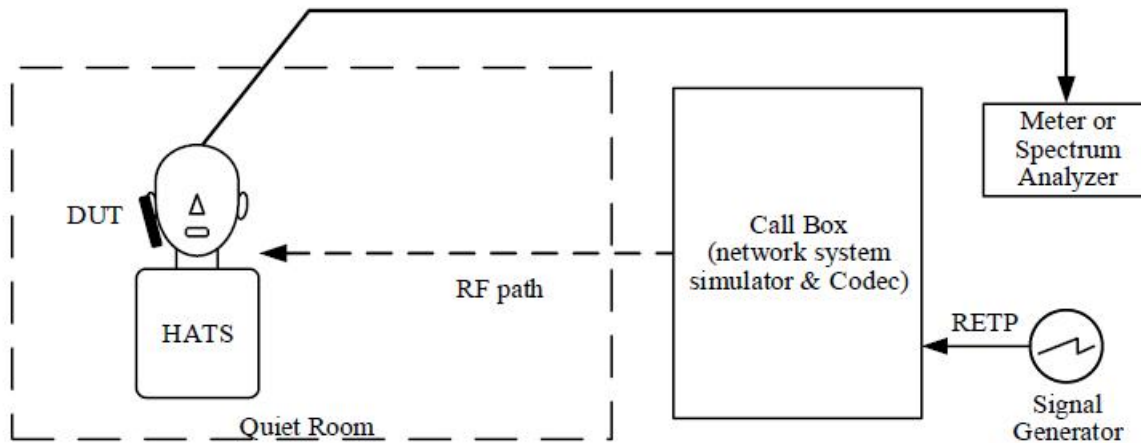 DUT
HATS
Quiet Room
RF path
Call Box
(network system
simulator & Codec)
Meter or
Spectrum
Analyzer
RETP
Signal
Generator